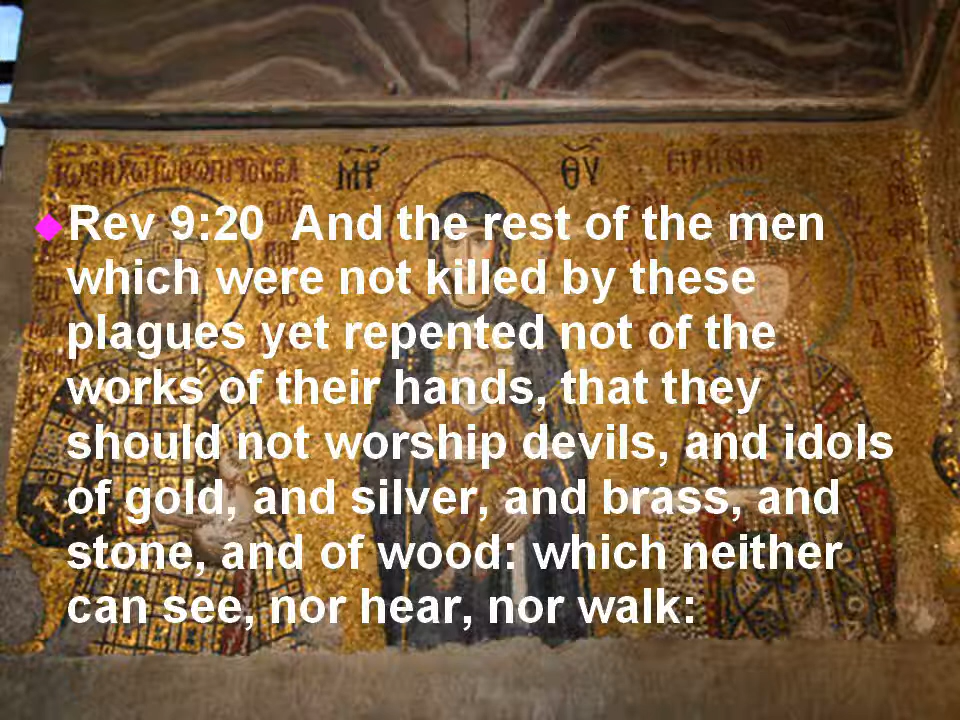 ΜΡ ΘΥ
Rev 9:20 And the rest of the men
which were not killed by these
plagues yet repented not of the
works of their hands, that they
should not worship devils, and idols
of gold, and silver, and brass, and
stone, and of wood: which neither
can see, nor hear, nor walk: